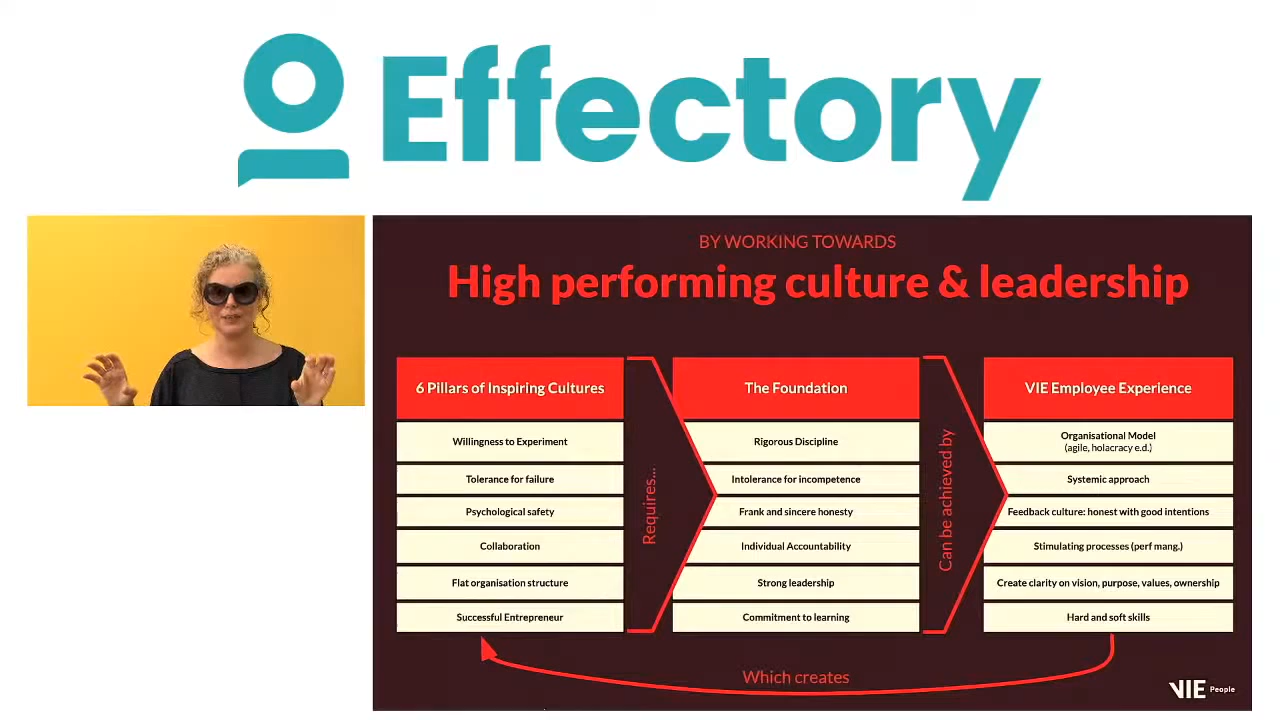 Effectory
BY WORKING TOWARDS
High performing culture & leadership
6 Pillars of Inspiring Cultures
Willingness to Experiment
Tolerance for failure
Psychological safety
Collaboration
Flat organisation structure
Successful Entrepreneur
Requires...
The Foundation
Rigorous Discipline
Intolerance for incompetence
Frank and sincere honesty
Individual Accountability
Strong leadership
Commitment to learning
Can be achieved by
VIE Employee Experience
Organisational Model
(agile, holacracy e.d.)
Systemic approach
Feedback culture: honest with good intentions
Stimulating processes (perf mang.)
Create clarity on vision, purpose, values, ownership
Hard and soft skills
Which creates
VIE People